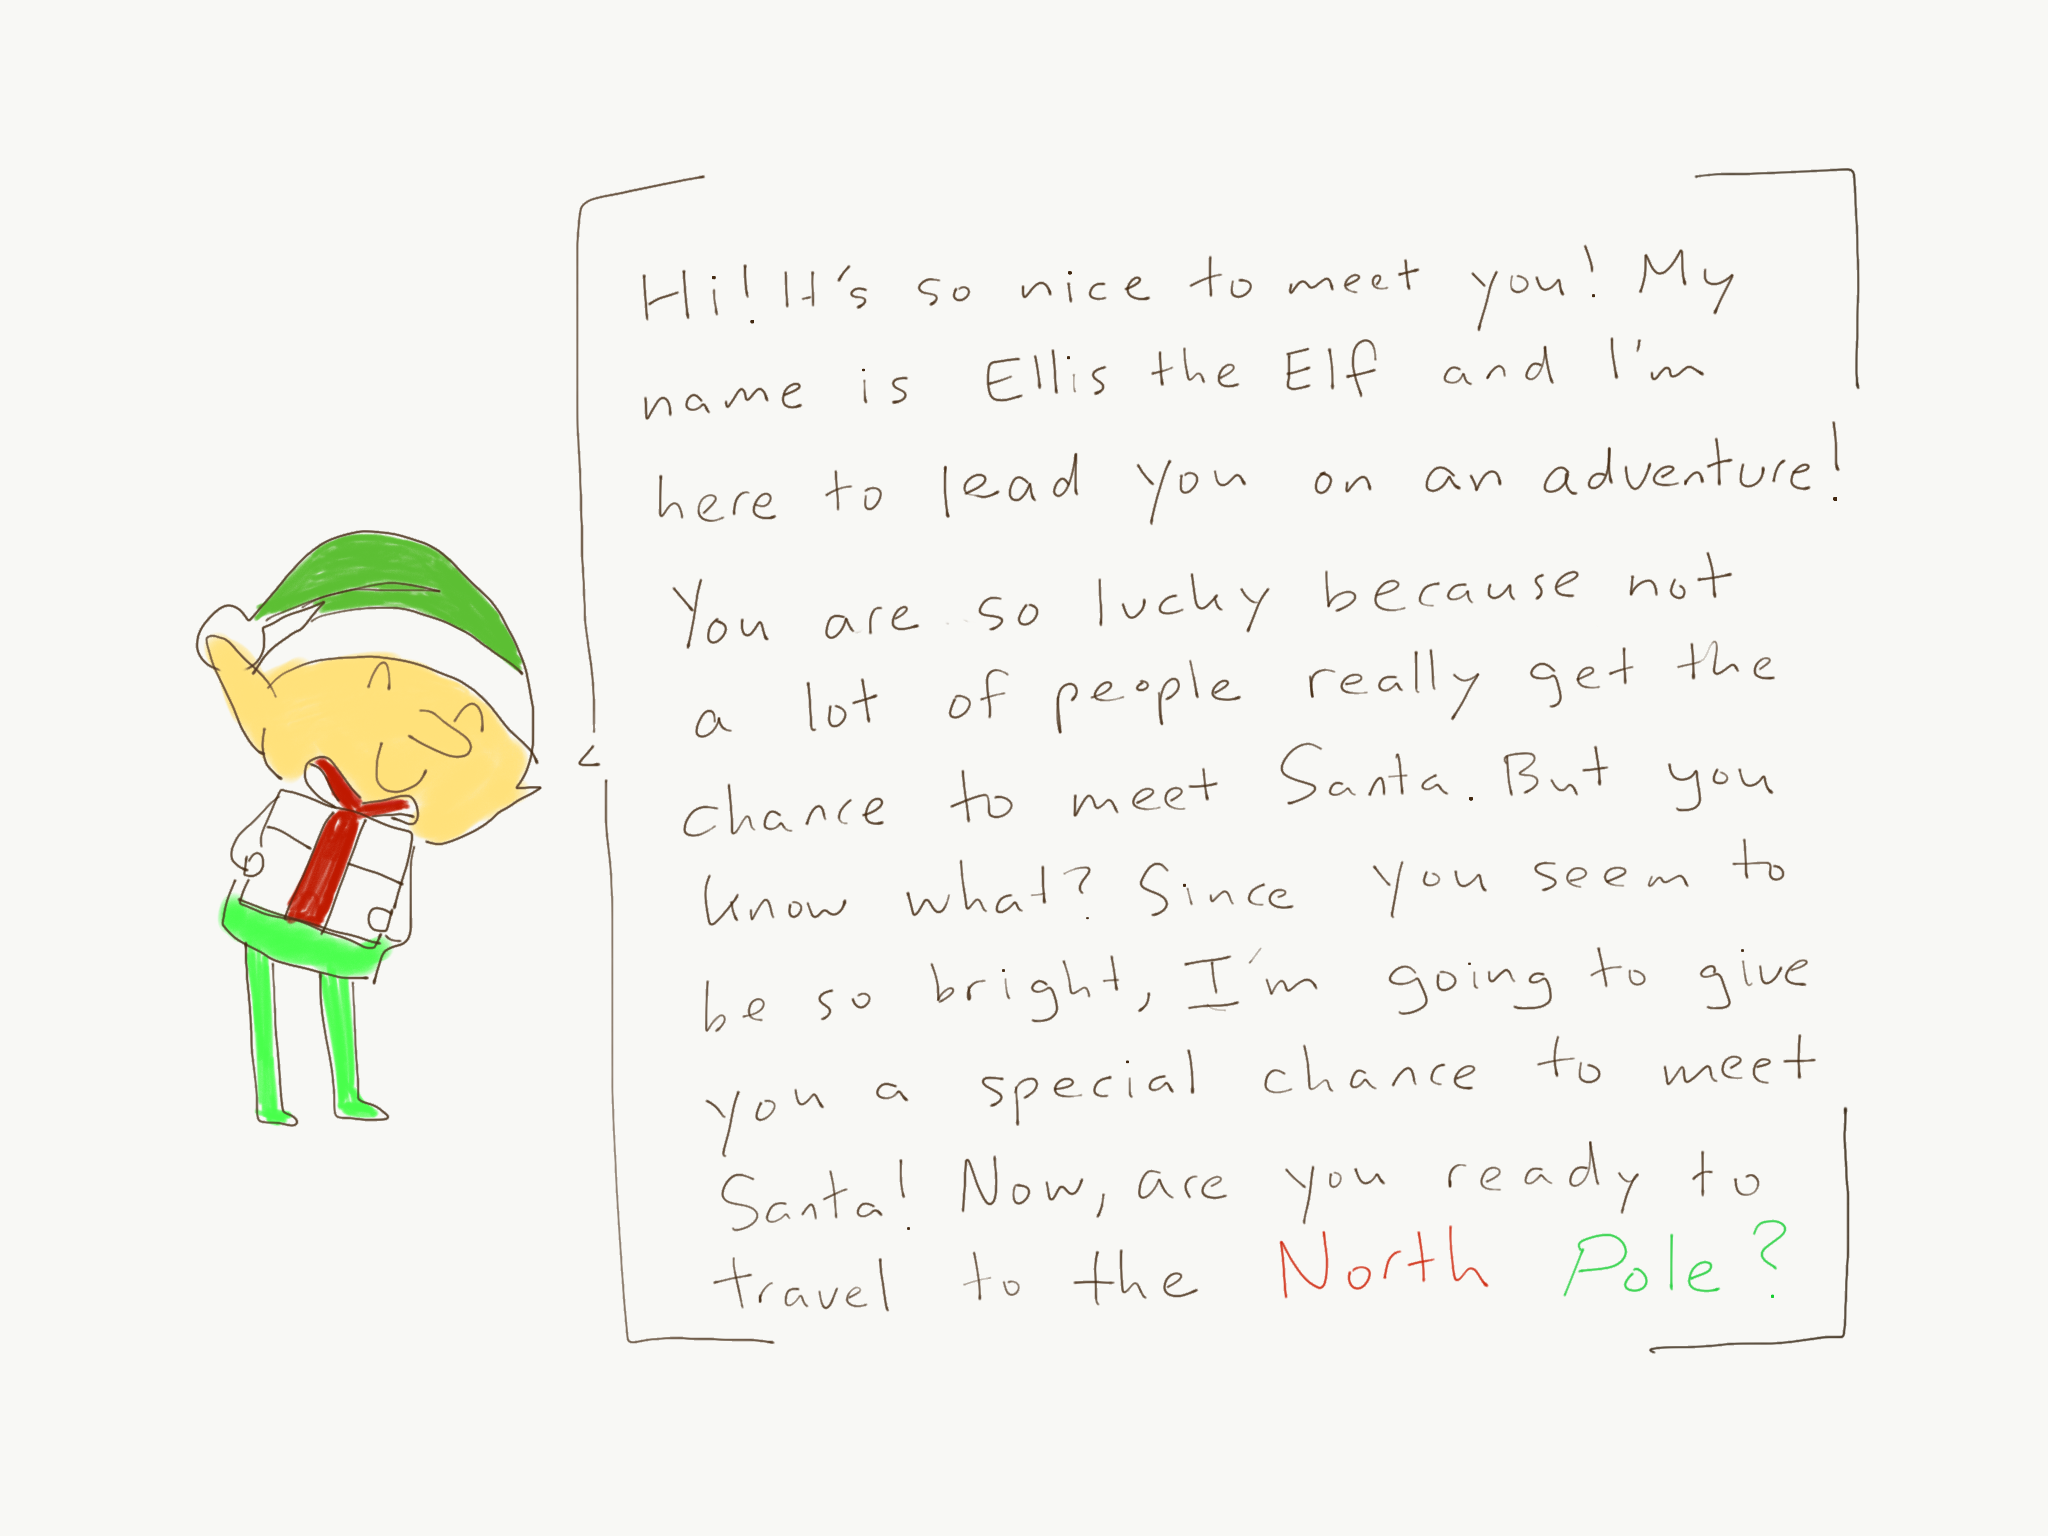 Hi! It's so nice to meet you! My
name is Ellis the Elf and I'm
here to lead you on an adventure!
You are so lucky because not
a lot of people really get the
chance to meet Santa. But you
know what? Since you seem to
be so bright, I'm going to give
you a special chance to meet
Santa! Now, are you ready to
travel to the North Pole?